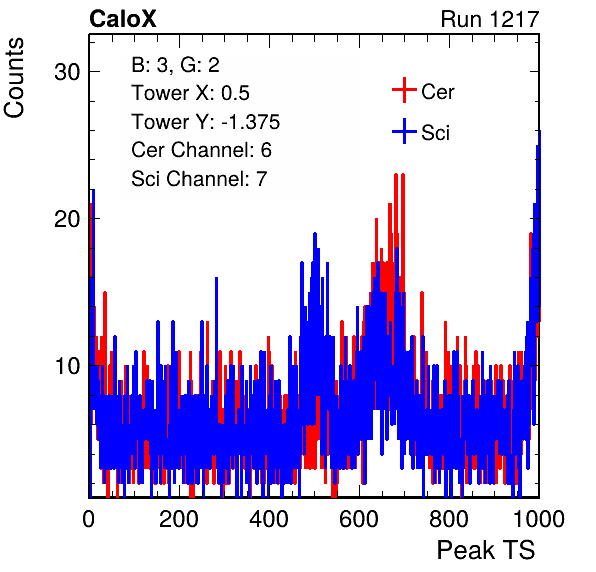 CaloX Run 1217
Counts
B: 3, G: 2
Tower X: 0.5
Tower Y: -1.375
Cer Channel: 6
Sci Channel: 7
Cer
Sci
30
20
10
0 200 400 600 800 1000
Peak TS